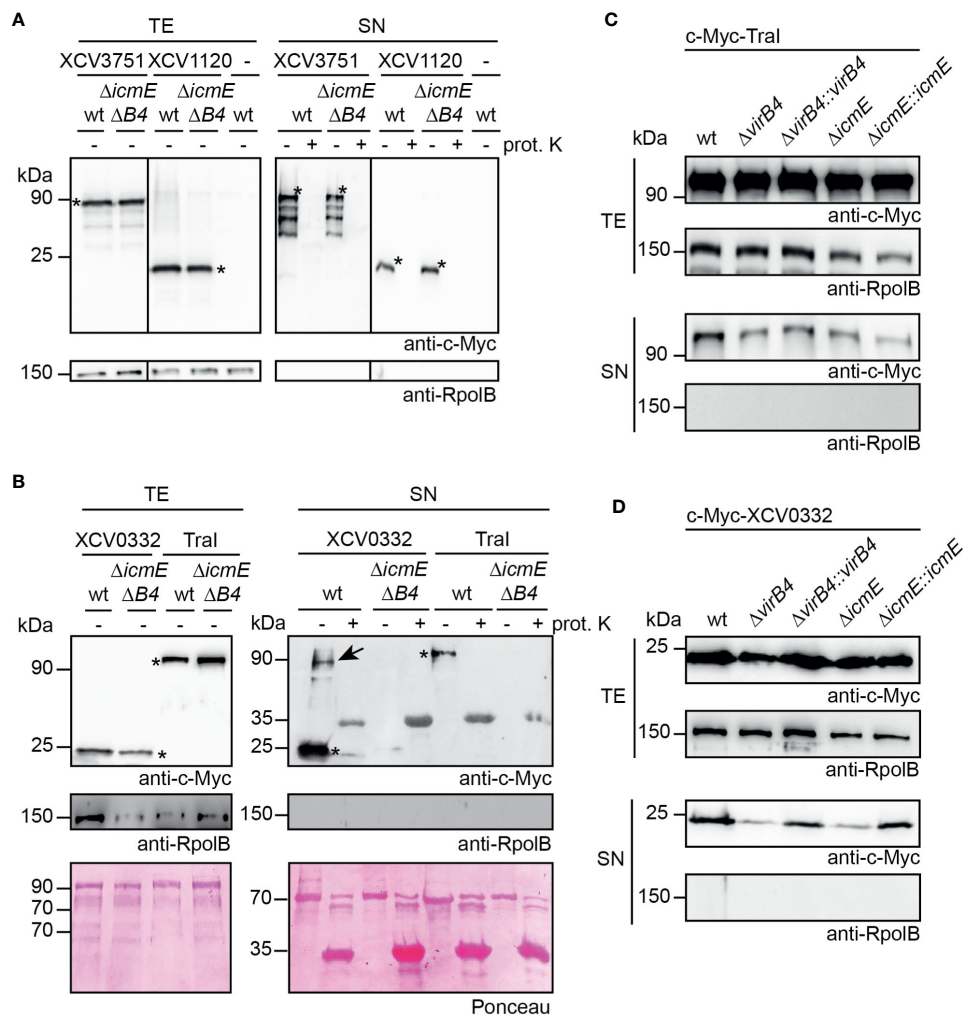 A
TE
SN
XCV3751 XCV1120 -
XCV3751 XCV1120 -
ΔicmE ΔicmE
wt ΔB4 wt ΔB4 wt
ΔicmE ΔicmE
wt ΔB4 wt ΔB4 wt
- - - - -
- + - + - + - + - prot. K
kDa
90
25
* *
* * * *
anti-c-Myc
150
anti-RpolB
B
TE
SN
XCV0332 TraI
XCV0332 TraI
ΔicmE ΔicmE
wt ΔB4 wt ΔB4
ΔicmE ΔicmE
wt ΔB4 wt ΔB4
- - - -
- + - + - + - + prot. K
kDa
90
25
* *
anti-c-Myc
kDa
90
35
25
* *
anti-c-Myc
150
anti-RpolB
150
anti-RpolB
90
70
70
70
35
Ponceau
C
c-Myc-TraI
kDa wt ΔvirB4 ΔvirB4::virB4 ΔicmE ΔicmE::icmE
TE
90
anti-c-Myc
150
anti-RpolB
SN
90
anti-c-Myc
150
anti-RpolB
D
c-Myc-XCV0332
kDa wt ΔvirB4 ΔvirB4::virB4 ΔicmE ΔicmE::icmE
TE
25
anti-c-Myc
150
anti-RpolB
SN
25
anti-c-Myc
150
anti-RpolB